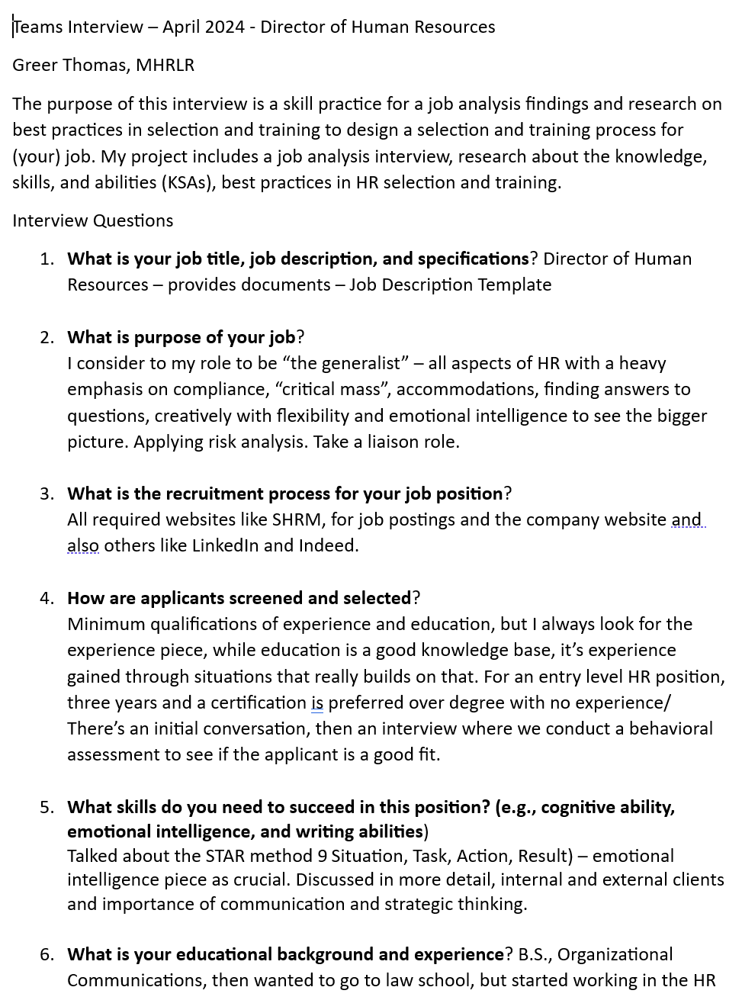 Teams Interview – April 2024 - Director of Human Resources
Greer Thomas, MHRLR
The purpose of this interview is a skill practice for a job analysis findings and research on
best practices in selection and training to design a selection and training process for
(your) job. My project includes a job analysis interview, research about the knowledge,
skills, and abilities (KSAs), best practices in HR selection and training.
Interview Questions
1. What is your job title, job description, and specifications? Director of Human
Resources – provides documents – Job Description Template
2. What is purpose of your job?
I consider to my role to be “the generalist” – all aspects of HR with a heavy
emphasis on compliance, “critical mass”, accommodations, finding answers to
questions, creatively with flexibility and emotional intelligence to see the bigger
picture. Applying risk analysis. Take a liaison role.
3. What is the recruitment process for your job position?
All required websites like SHRM, for job postings and the company website and
also others like LinkedIn and Indeed.
4. How are applicants screened and selected?
Minimum qualifications of experience and education, but I always look for the
experience piece, while education is a good knowledge base, it’s experience
gained through situations that really builds on that. For an entry level HR position,
three years and a certification is preferred over degree with no experience/
There’s an initial conversation, then an interview where we conduct a behavioral
assessment to see if the applicant is a good fit.
5. What skills do you need to succeed in this position? (e.g., cognitive ability,
emotional intelligence, and writing abilities)
Talked about the STAR method 9 Situation, Task, Action, Result) – emotional
intelligence piece as crucial. Discussed in more detail, internal and external clients
and importance of communication and strategic thinking.
6. What is your educational background and experience? B.S., Organizational
Communications, then wanted to go to law school, but started working in the HR